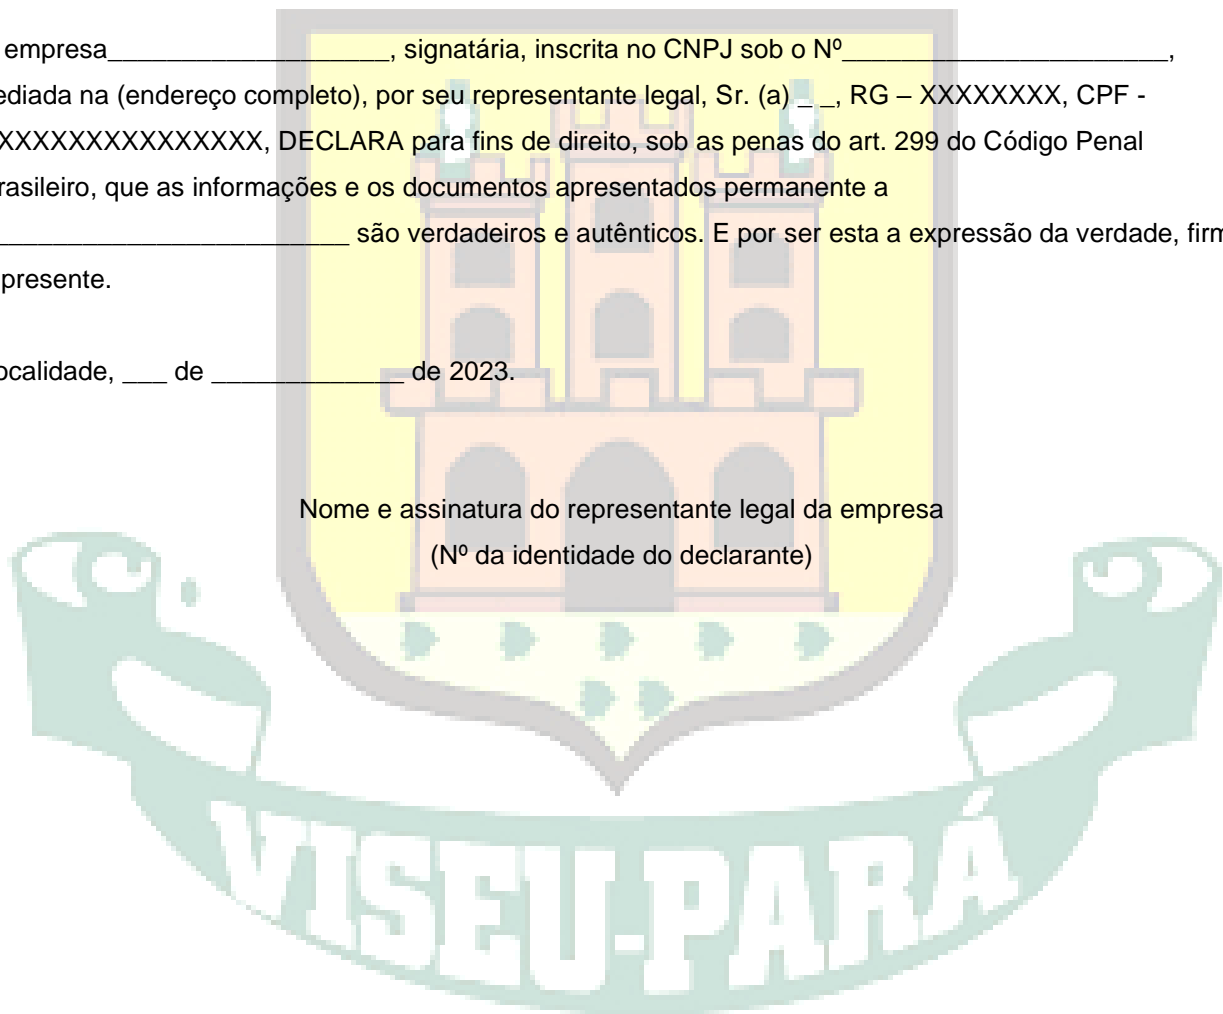 empresa___________________, signatária, inscrita no CNPJ sob o Nº______________________,
ediada na (endereço completo), por seu representante legal, Sr. (a) _ _, RG – XXXXXXXX, CPF -
XXXXXXXXXXXXXXX, DECLARA para fins de direito, sob as penas do art. 299 do Código Penal
rasileiro, que as informações e os documentos apresentados permanente a
________________________ são verdadeiros e autênticos. E por ser esta a expressão da verdade, firm
presente.
ocalidade, ___ de _____________ de 2023.
Nome e assinatura do representante legal da empresa
(Nº da identidade do declarante)
VISEU-PARÁ